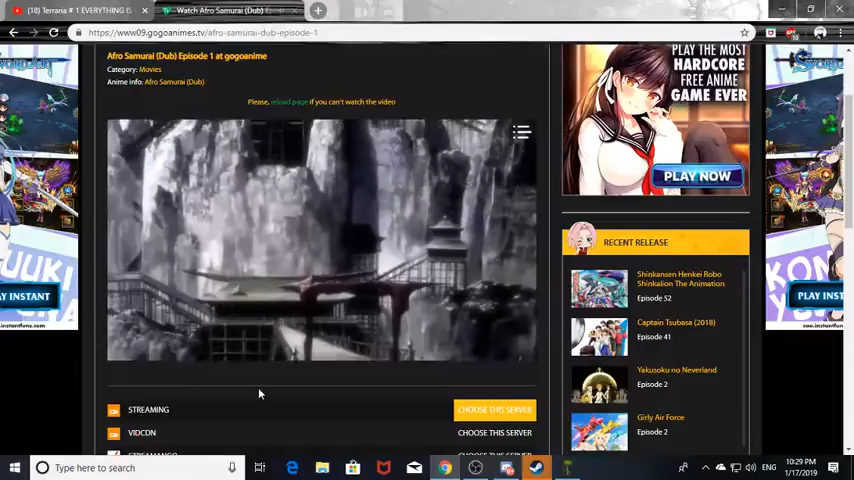 (18) Terraria # 1 EVERYTHING IS
Watch Afro Samurai (Dub) E
https://www09.gogoanimes.tv/afro-samurai-dub-episode-1
Afro Samurai (Dub) Episode 1 at gogoanime
Category: Movies
Anime info: Afro Samurai (Dub)
Please, reload page if you can't watch the video
STREAMING
CHOOSE THIS SERVER
VIDCDN
CHOOSE THIS SERVER
PLAY THE MOST
HARDCORE
FREE ANIME
GAME EVER
PLAY NOW
RECENT RELEASE
Shinkansen Henkei Robo
Shinkalion The Animation
Episode 52
Captain Tsubasa (2018)
Episode 41
Yakusoku no Neverland
Episode 2
Girly Air Force
Episode 2
AY INSTANT
PLAY INSTANT
Type here to search
ENG
10:29 PM
1/17/2019